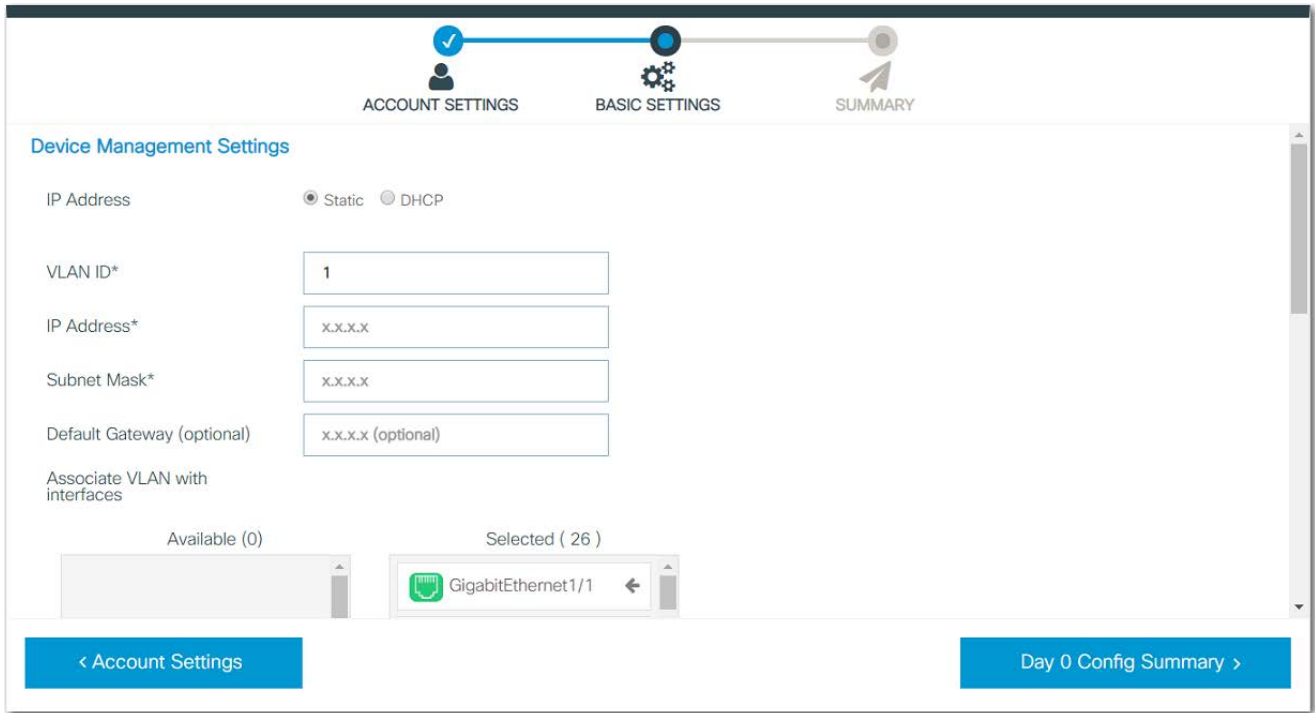 ACCOUNT SETTINGS
BASIC SETTINGS
SUMMARY
Device Management Settings
IP Address
Static
DHCP
VLAN ID*
1
IP Address*
x.x.x.x
Subnet Mask*
x.x.x.x
Default Gateway (optional)
x.x.x.x (optional)
Associate VLAN with
interfaces
Available (0)
Selected ( 26 )
GigabitEthernet1/1
< Account Settings
Day 0 Config Summary >